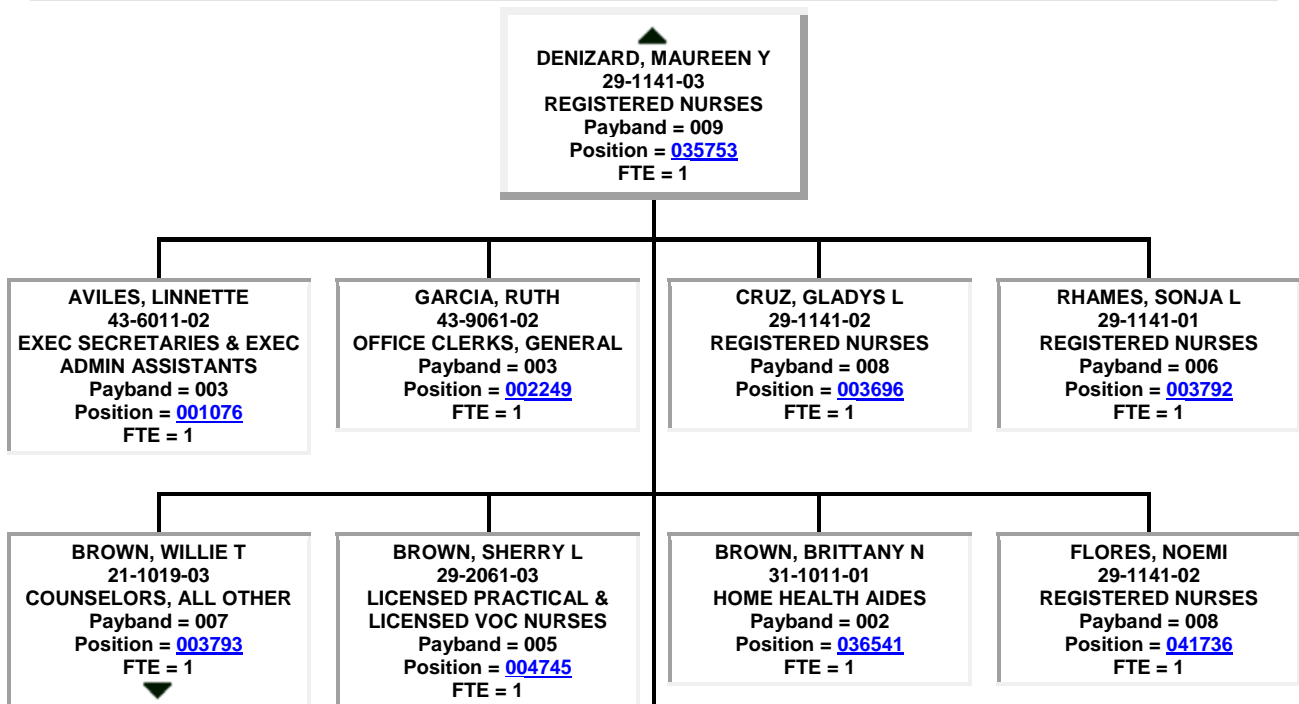 DENIZARD, MAUREEN Y
29-1141-03
REGISTERED NURSES
Payband = 009
Position = 035753
FTE = 1
AVILES, LINNETTE
43-6011-02
EXEC SECRETARIES & EXEC
ADMIN ASSISTANTS
Payband = 003
Position = 001076
FTE = 1
GARCIA, RUTH
43-9061-02
OFFICE CLERKS, GENERAL
Payband = 003
Position = 002249
FTE = 1
CRUZ, GLADYS L
29-1141-02
REGISTERED NURSES
Payband = 008
Position = 003696
FTE = 1
RHAMES, SONJA L
29-1141-01
REGISTERED NURSES
Payband = 006
Position = 003792
FTE = 1
BROWN, WILLIE T
21-1019-03
COUNSELORS, ALL OTHER
Payband = 007
Position = 003793
FTE = 1
BROWN, SHERRY L
29-2061-03
LICENSED PRACTICAL &
LICENSED VOC NURSES
Payband = 005
Position = 004745
FTE = 1
BROWN, BRITTANY N
31-1011-01
HOME HEALTH AIDES
Payband = 002
Position = 036541
FTE = 1
FLORES, NOEMI
29-1141-02
REGISTERED NURSES
Payband = 008
Position = 041736
FTE = 1